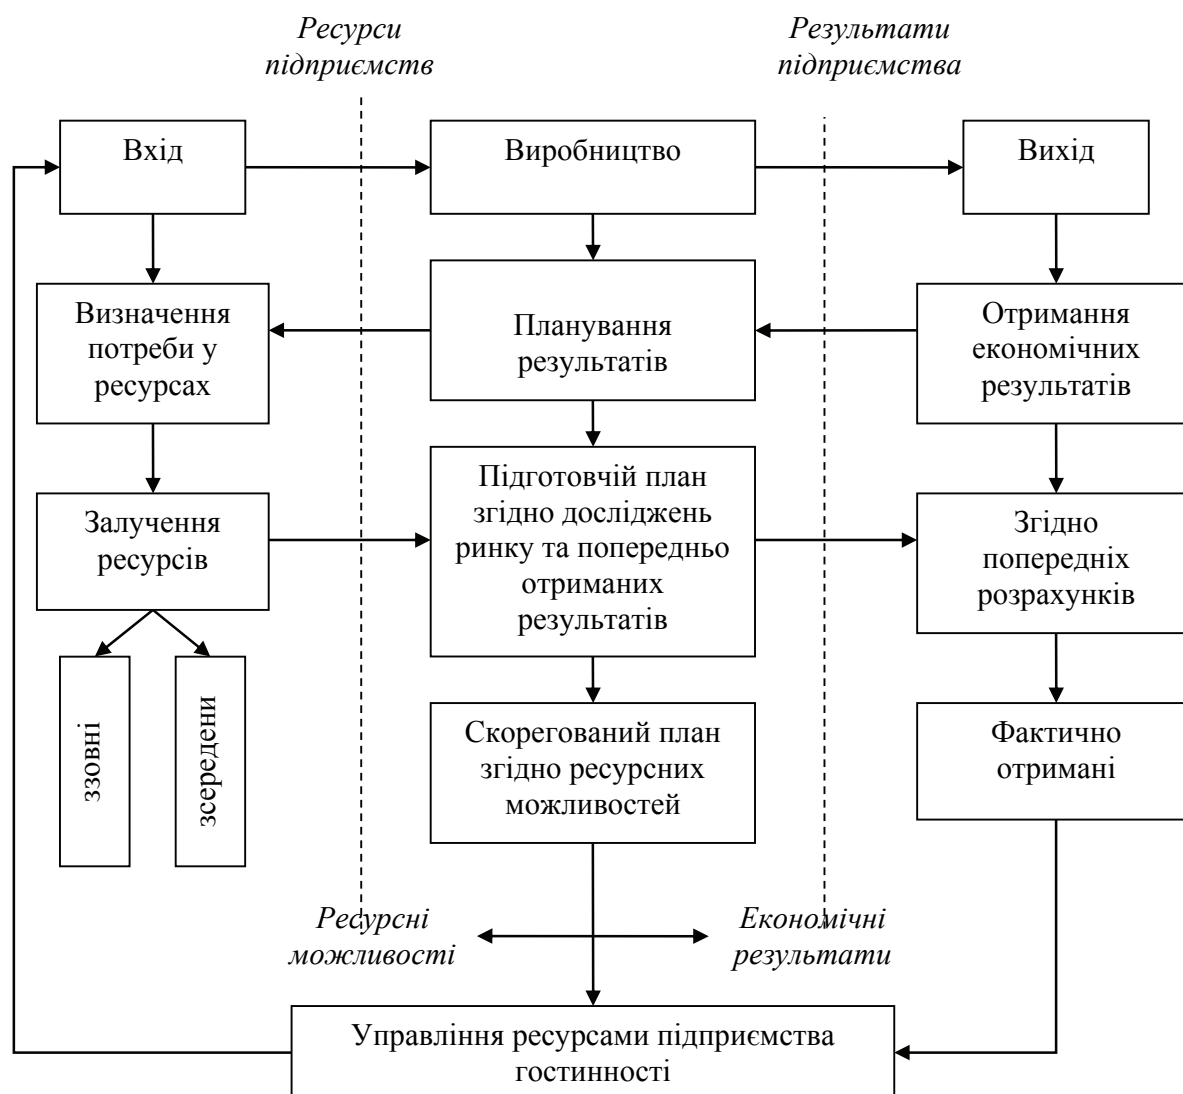 Ресурси
підприємств
Результати
підприємства
Вхід
Виробництво
Вихід
Визначення
потреби у
ресурсах
Планування
результатів
Отримання
економічних
результатів
Залучення
ресурсів
Підготовчій план
згідно досліджень
ринку та попередньо
отриманих
результатів
Згідно
попередніх
розрахунків
ззовні
зсередени
Скорегований план
згідно ресурсних
можливостей
Фактично
отримані
Ресурсні
можливості
Економічні
результати
Управління ресурсами підприємства
гостинності